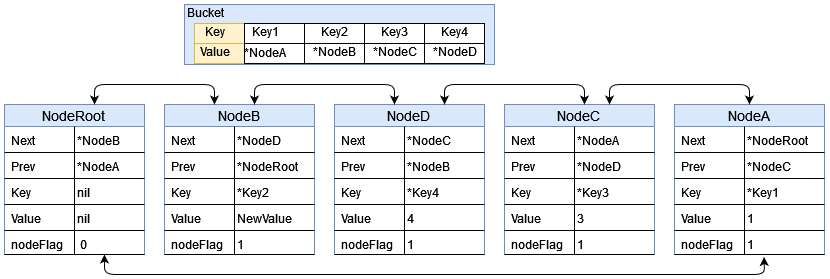 Bucket
Key Key1 Key2 Key3 Key4
Value *NodeA *NodeB *NodeC *NodeD
NodeRoot NodeB NodeD NodeC NodeA
Next *NodeB Next *NodeD Next *NodeC Next *NodeA Next *NodeRoot
Prev *NodeA Prev *NodeRoot Prev *NodeB Prev *NodeD Prev *NodeC
Key nil Key *Key2 Key *Key4 Key *Key3 Key *Key1
Value nil Value NewValue Value 4 Value 3 Value 1
nodeFlag 0 nodeFlag 1 nodeFlag 1 nodeFlag 1 nodeFlag 1